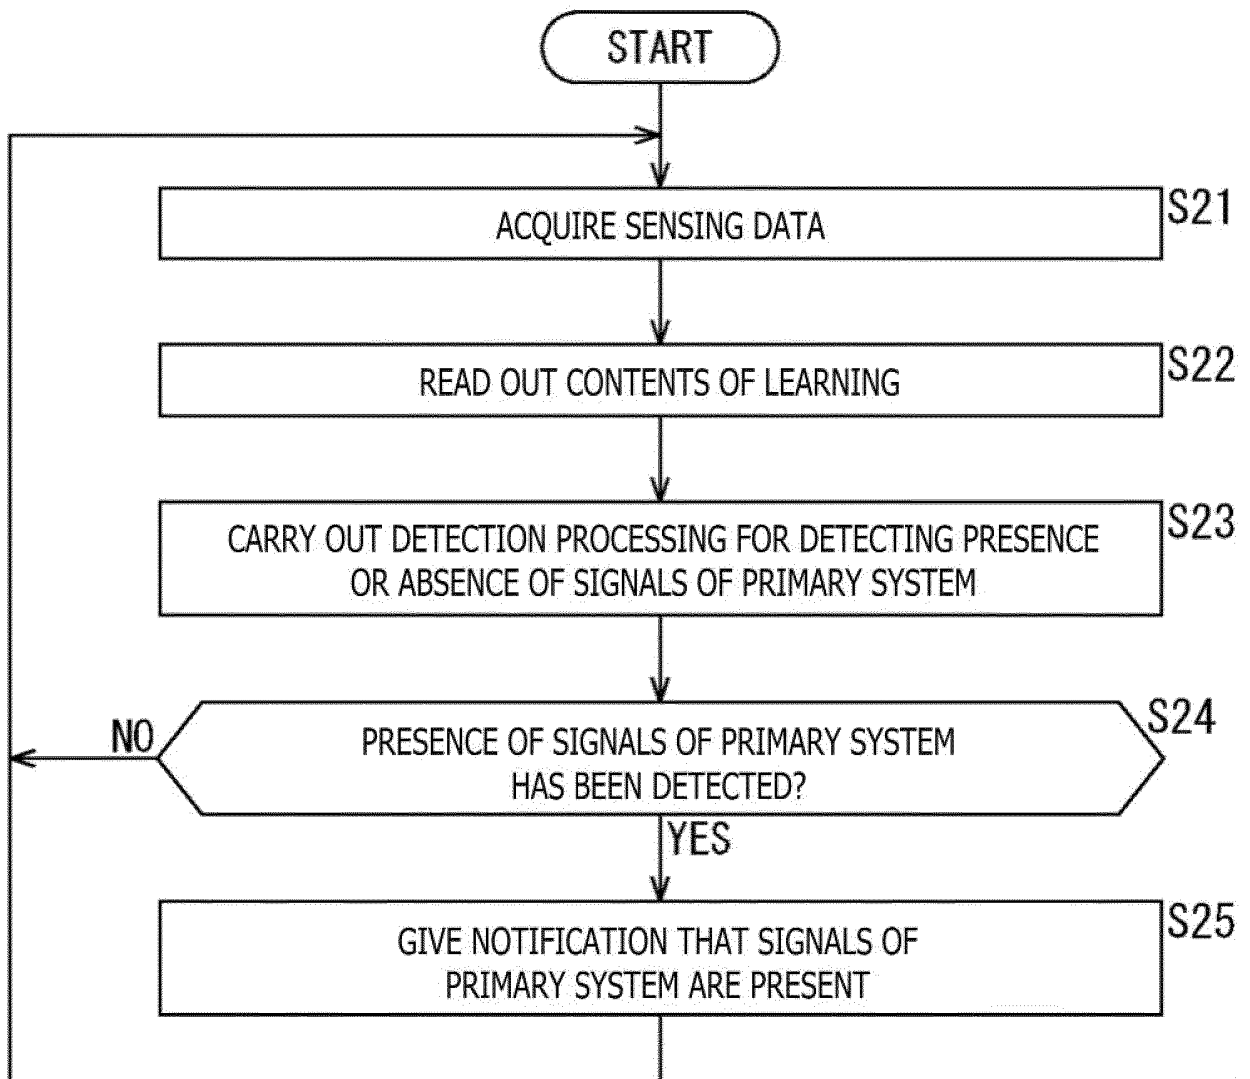 START
S21
ACQUIRE SENSING DATA
S22
READ OUT CONTENTS OF LEARNING
S23
CARRY OUT DETECTION PROCESSING FOR DETECTING PRESENCE
OR ABSENCE OF SIGNALS OF PRIMARY SYSTEM
S24
NO
PRESENCE OF SIGNALS OF PRIMARY SYSTEM
HAS BEEN DETECTED?
YES
S25
GIVE NOTIFICATION THAT SIGNALS OF
PRIMARY SYSTEM ARE PRESENT